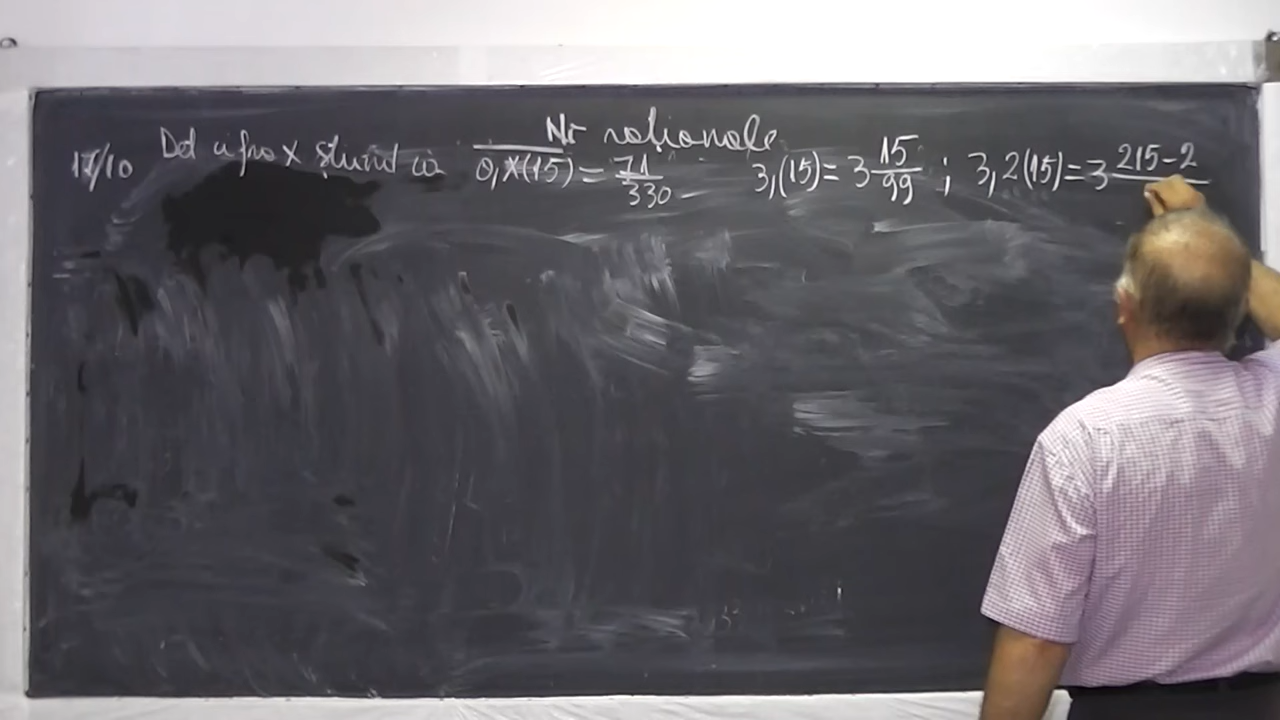 Nr raționale
12/10 Det cifra x știind că 0,x(15) = 71/330 3,(15) = 3 15/99 ; 3,2(15) = 3 215-2